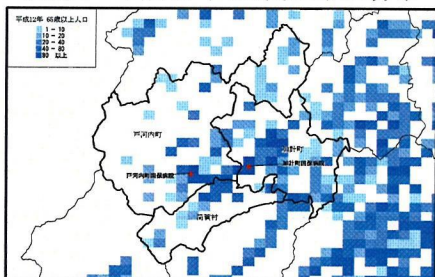 平成12年 65歳以上人口
1 - 10
10 - 20
20 - 40
40 - 80
80 以上
戸河内町
加計町
加計町国保病院
戸河内町国保病院
筒賀村